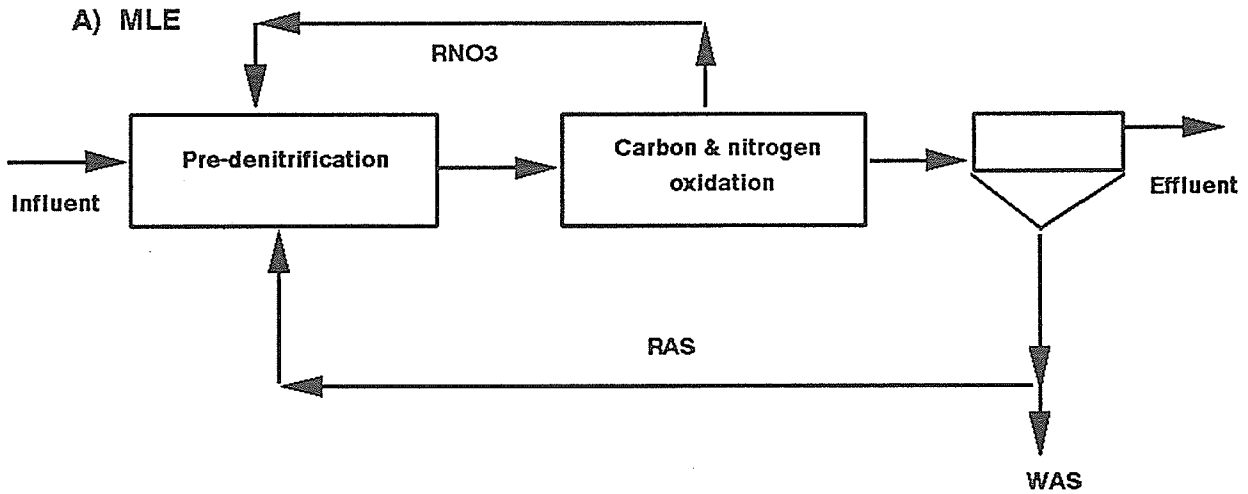 A) MLE
RNO3
Pre-denitrification
Carbon & nitrogen
oxidation
Influent
Effluent
RAS
WAS